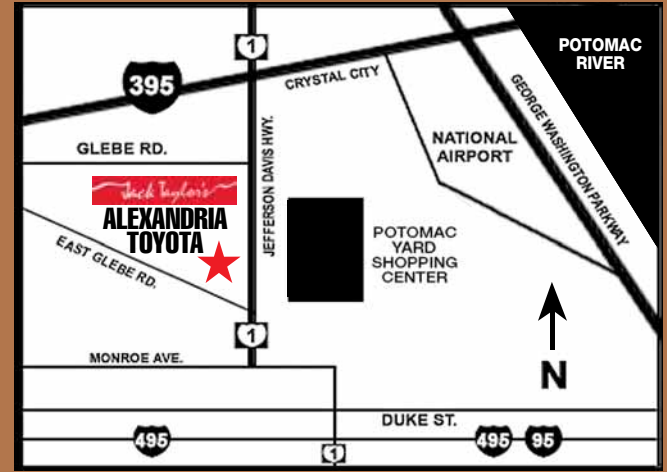 1
POTOMAC
RIVER
395
CRYSTAL CITY
GEORGE WASHINGTON PARKWAY
GLEBE RD.
JEFFERSON DAVIS HWY.
NATIONAL
AIRPORT
Jack Taylor's
ALEXANDRIA
TOYOTA
EAST GLEBE RD.
POTOMAC
YARD
SHOPPING
CENTER
1
MONROE AVE.
N
DUKE ST.
495
1
495
95